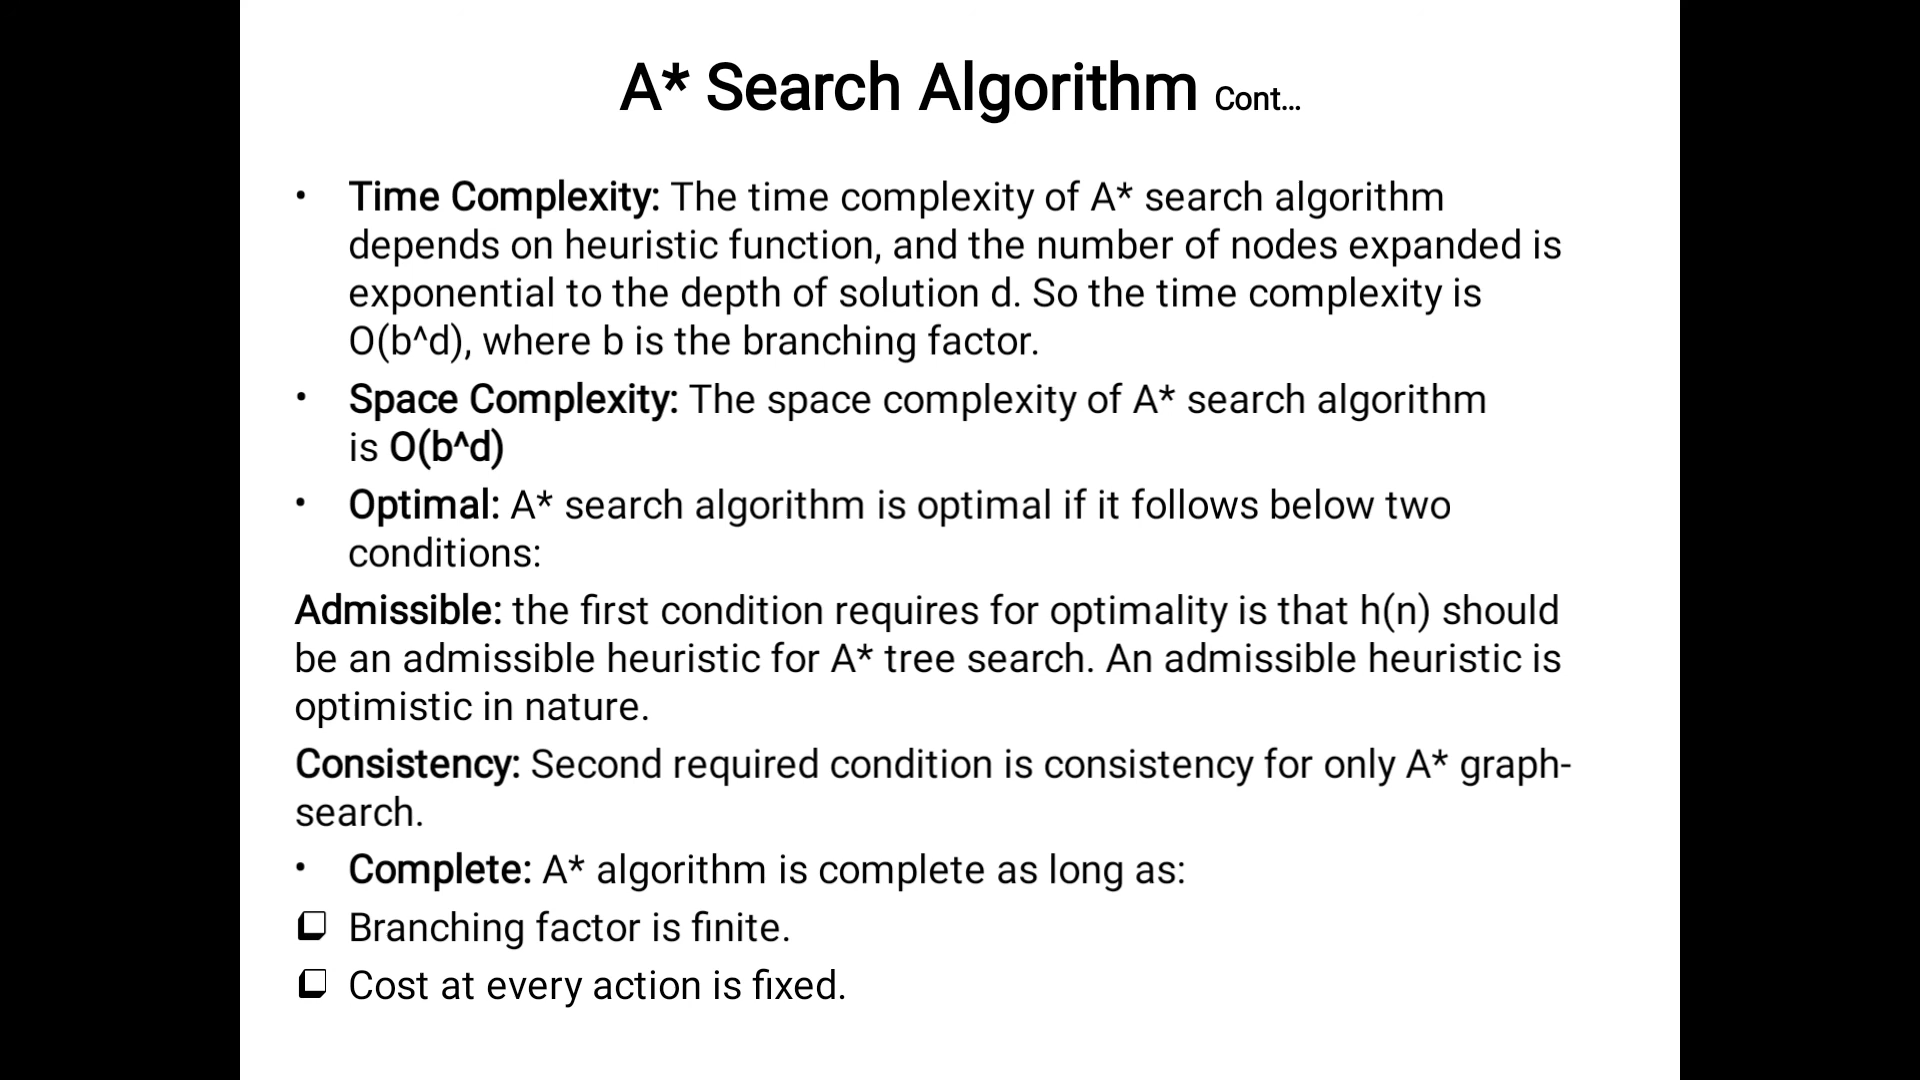 A* Search Algorithm Cont...
• Time Complexity: The time complexity of A* search algorithm
depends on heuristic function, and the number of nodes expanded is
exponential to the depth of solution d. So the time complexity is
O(b^d), where b is the branching factor.
• Space Complexity: The space complexity of A* search algorithm
is O(b^d)
• Optimal: A* search algorithm is optimal if it follows below two
conditions:
Admissible: the first condition requires for optimality is that h(n) should
be an admissible heuristic for A* tree search. An admissible heuristic is
optimistic in nature.
Consistency: Second required condition is consistency for only A* graph-
search.
• Complete: A* algorithm is complete as long as:
❑ Branching factor is finite.
❑ Cost at every action is fixed.